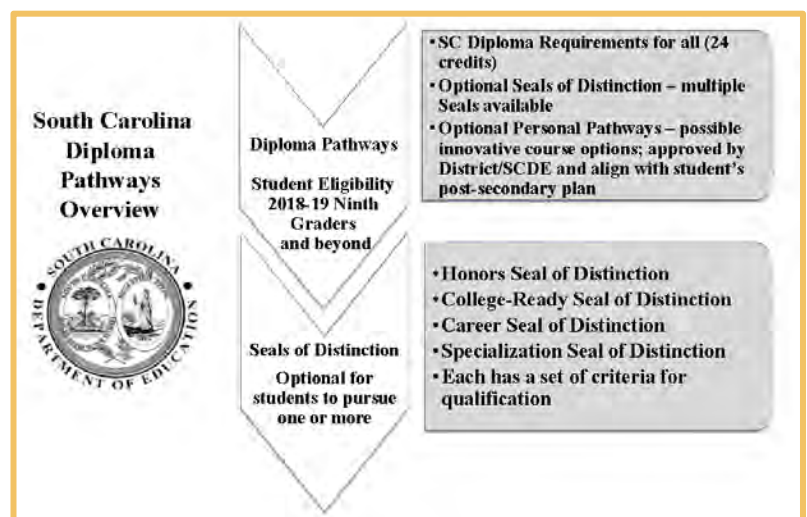 South Carolina
Diploma
Pathways
Overview
SOUTH CAROLINA
DEPARTMENT OF EDUCATION
Diploma Pathways
Student Eligibility
2018-19 Ninth
Graders
and beyond
• SC Diploma Requirements for all (24
credits)
• Optional Seals of Distinction – multiple
Seals available
• Optional Personal Pathways – possible
innovative course options; approved by
District/SCDE and align with student's
post-secondary plan
Seals of Distinction
Optional for
students to pursue
one or more
• Honors Seal of Distinction
• College-Ready Seal of Distinction
• Career Seal of Distinction
• Specialization Seal of Distinction
• Each has a set of criteria for
qualification